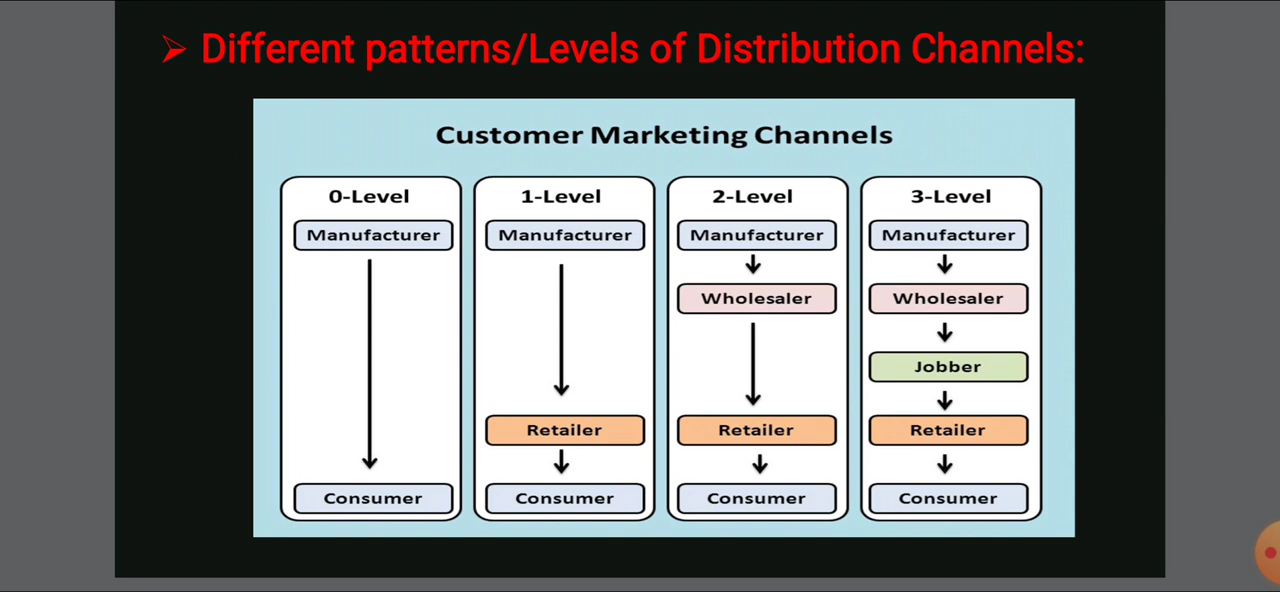 ➢ Different patterns/Levels of Distribution Channels:
Customer Marketing Channels
0-Level
Manufacturer
Consumer
1-Level
Manufacturer
Retailer
Consumer
2-Level
Manufacturer
Wholesaler
Retailer
Consumer
3-Level
Manufacturer
Wholesaler
Jobber
Retailer
Consumer